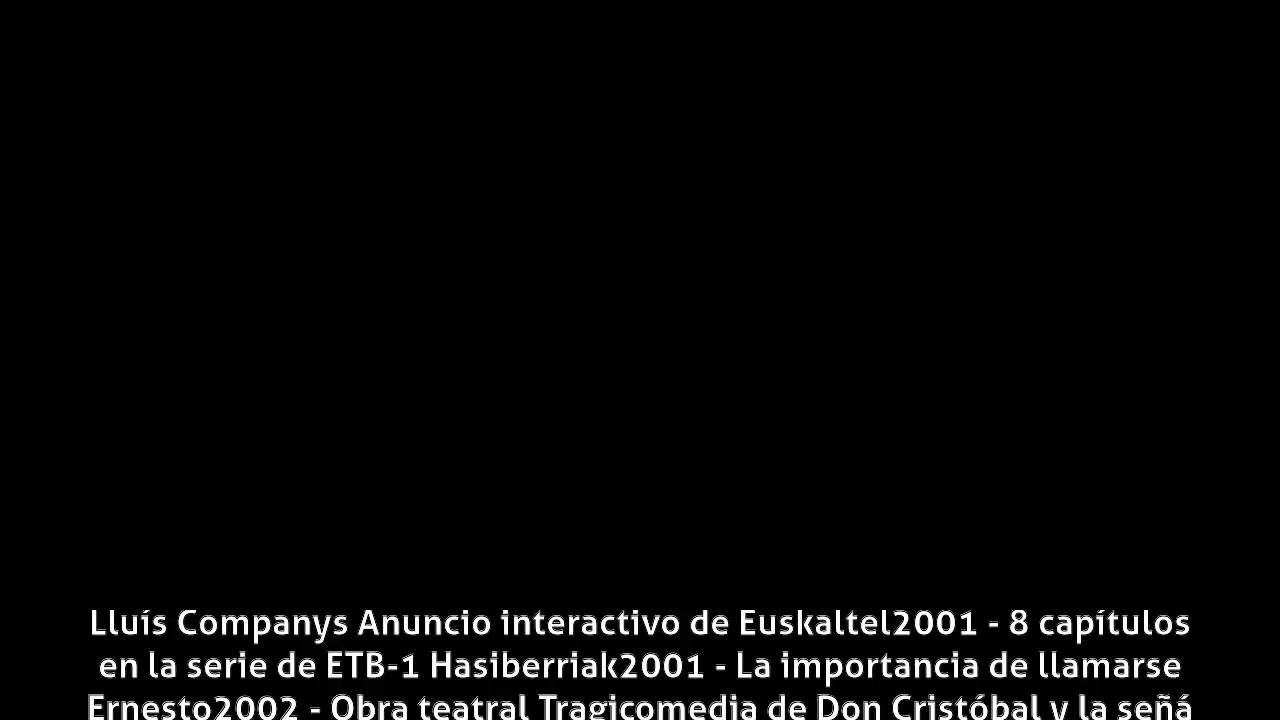 Lluís Companys Anuncio interactivo de Euskaltel2001 - 8 capítulos
en la serie de ETB-1 Hasiberriak2001 - La importancia de llamarse
Ernesto2002 - Obra teatral Tragicomedia de Don Cristóbal y la señá